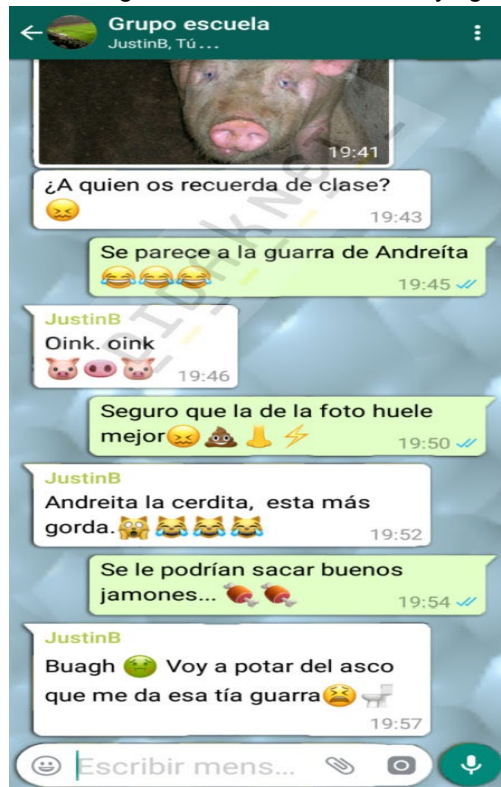 Grupo escuela
JustinB, Tú...
19:41
¿A quien os recuerda de clase?
19:43
Se parece a la guarra de Andreíta
19:45
JustinB
Oink. oink
19:46
Seguro que la de la foto huele
mejor
19:50
JustinB
Andreita la cerdita, esta más
gorda.
19:52
Se le podrían sacar buenos
jamones...
19:54
JustinB
Buagh Voy a potar del asco
que me da esa tía guarra
19:57
Escribir mens...